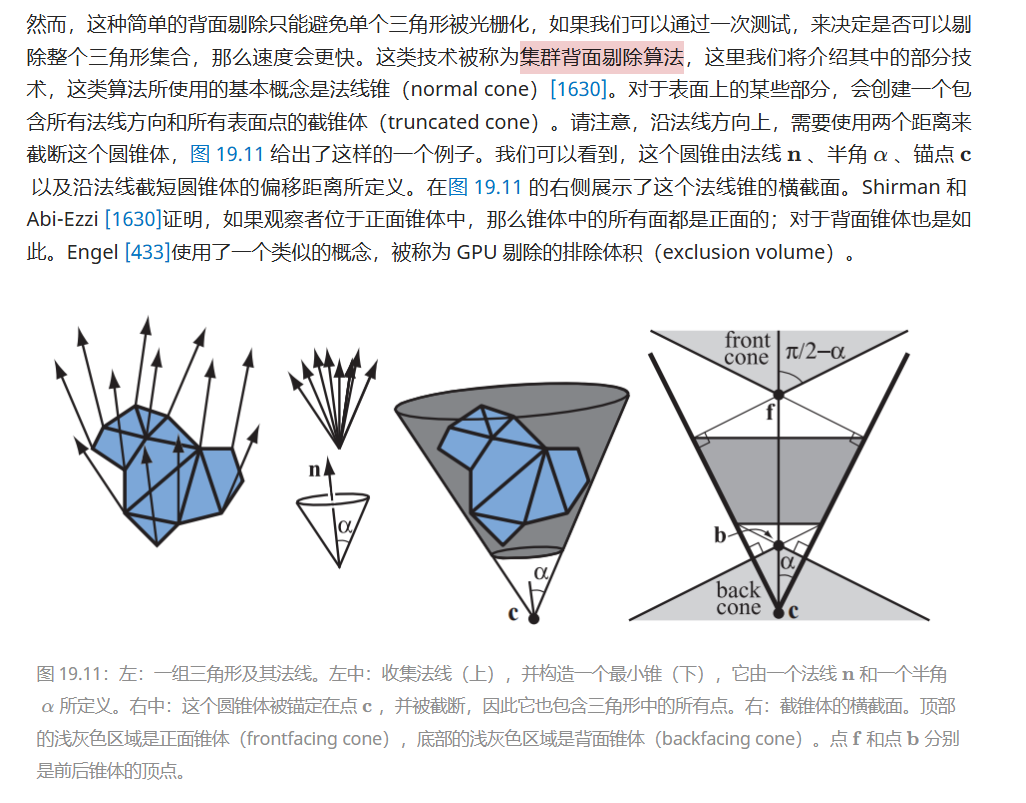 然而，这种简单的背面剔除只能避免单个三角形被光栅化，如果我们可以通过一次测试，来决定是否可以剔
除整个三角形集合，那么速度会更快。这类技术被称为集群背面剔除算法，这里我们将介绍其中的部分技
术，这类算法所使用的基本概念是法线锥（normal cone）[1630]。对于表面上的某些部分，会创建一个包
含所有法线方向和所有表面点的截锥体（truncated cone）。请注意，沿法线方向上，需要使用两个距离来
截断这个圆锥体，图 19.11 给出了这样的一个例子。我们可以看到，这个圆锥由法线 n 、半角 α 、锚点 c
以及沿法线截短圆锥体的偏移距离所定义。在图 19.11 的右侧展示了这个法线锥的横截面。Shirman 和
Abi-Ezzi [1630]证明，如果观察者位于正面锥体中，那么锥体中的所有面都是正面的；对于背面锥体也是如
此。Engel [433]使用了一个类似的概念，被称为 GPU 剔除的排除体积（exclusion volume）。
n
α
α
c
front
cone
π/2−α
f
b
α
back
cone
c
图 19.11：左：一组三角形及其法线。左中：收集法线（上），并构造一个最小锥（下），它由一个法线 n 和一个半角
α 所定义。右中：这个圆锥体被锚定在点 c ，并被截断，因此它也包含三角形中的所有点。右：截锥体的横截面。顶部
的浅灰色区域是正面锥体（frontfacing cone），底部的浅灰色区域是背面锥体（backfacing cone）。点 f 和点 b 分别
是前后锥体的顶点。